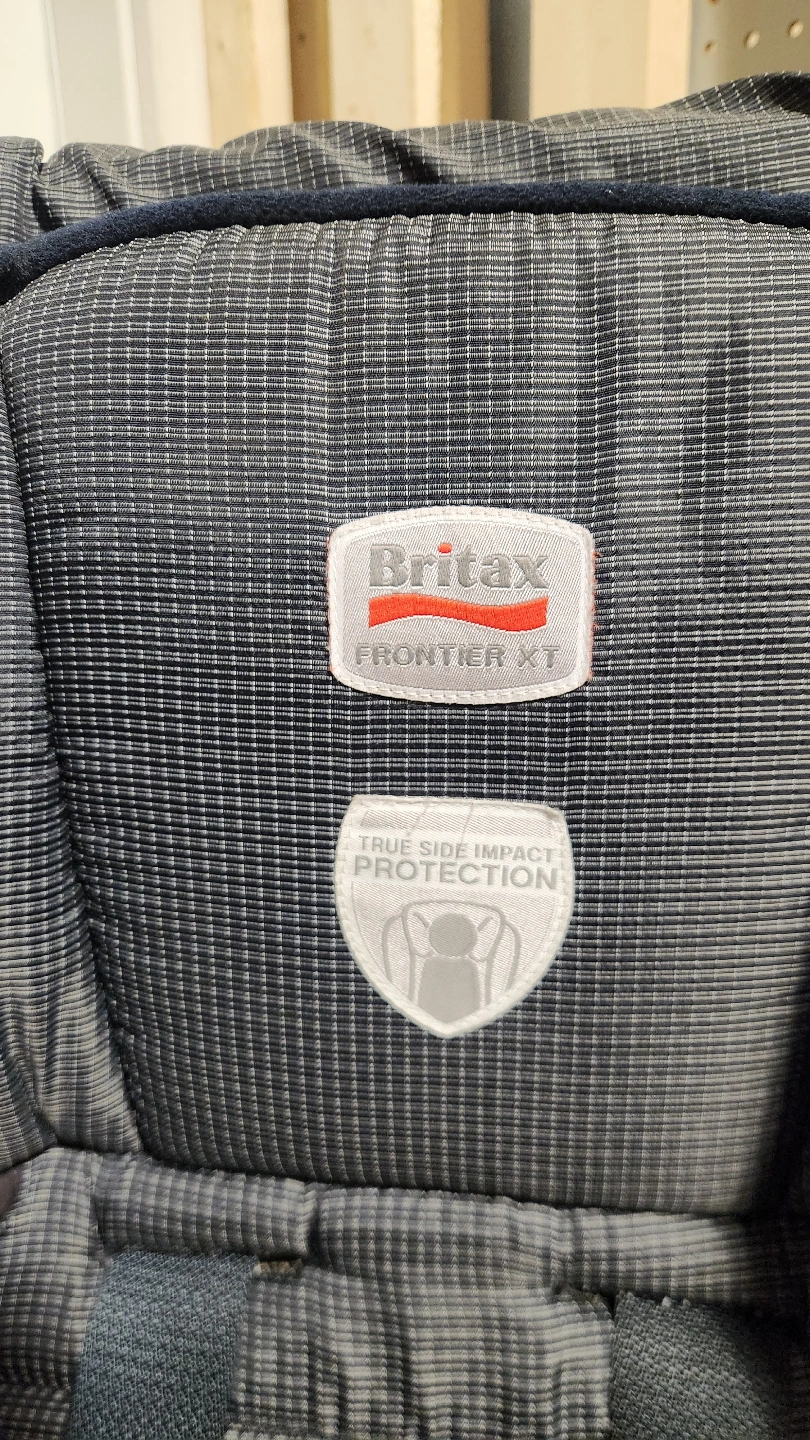 Britax
FRONTIER XT
TRUE SIDE IMPACT
PROTECTION